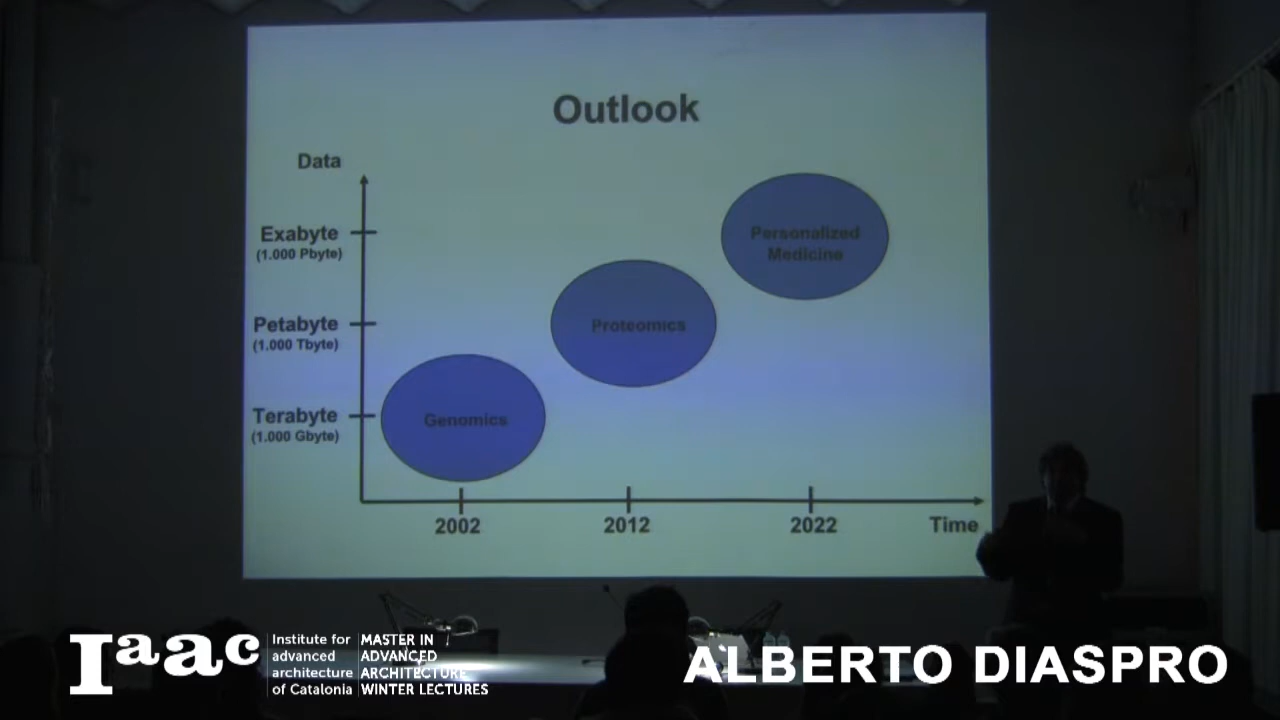 Outlook
Data
Exabyte
(1.000 Pbyte)
Personalized
Medicine
Petabyte
(1.000 Tbyte)
Proteomics
Terabyte
(1.000 Gbyte)
Genomics
2002
2012
2022
Time
Iaac
Institute for
advanced
architecture
of Catalonia
MASTER IN
ADVANCED
ARCHITECTURE
WINTER LECTURES
ALBERTO DIASPRO